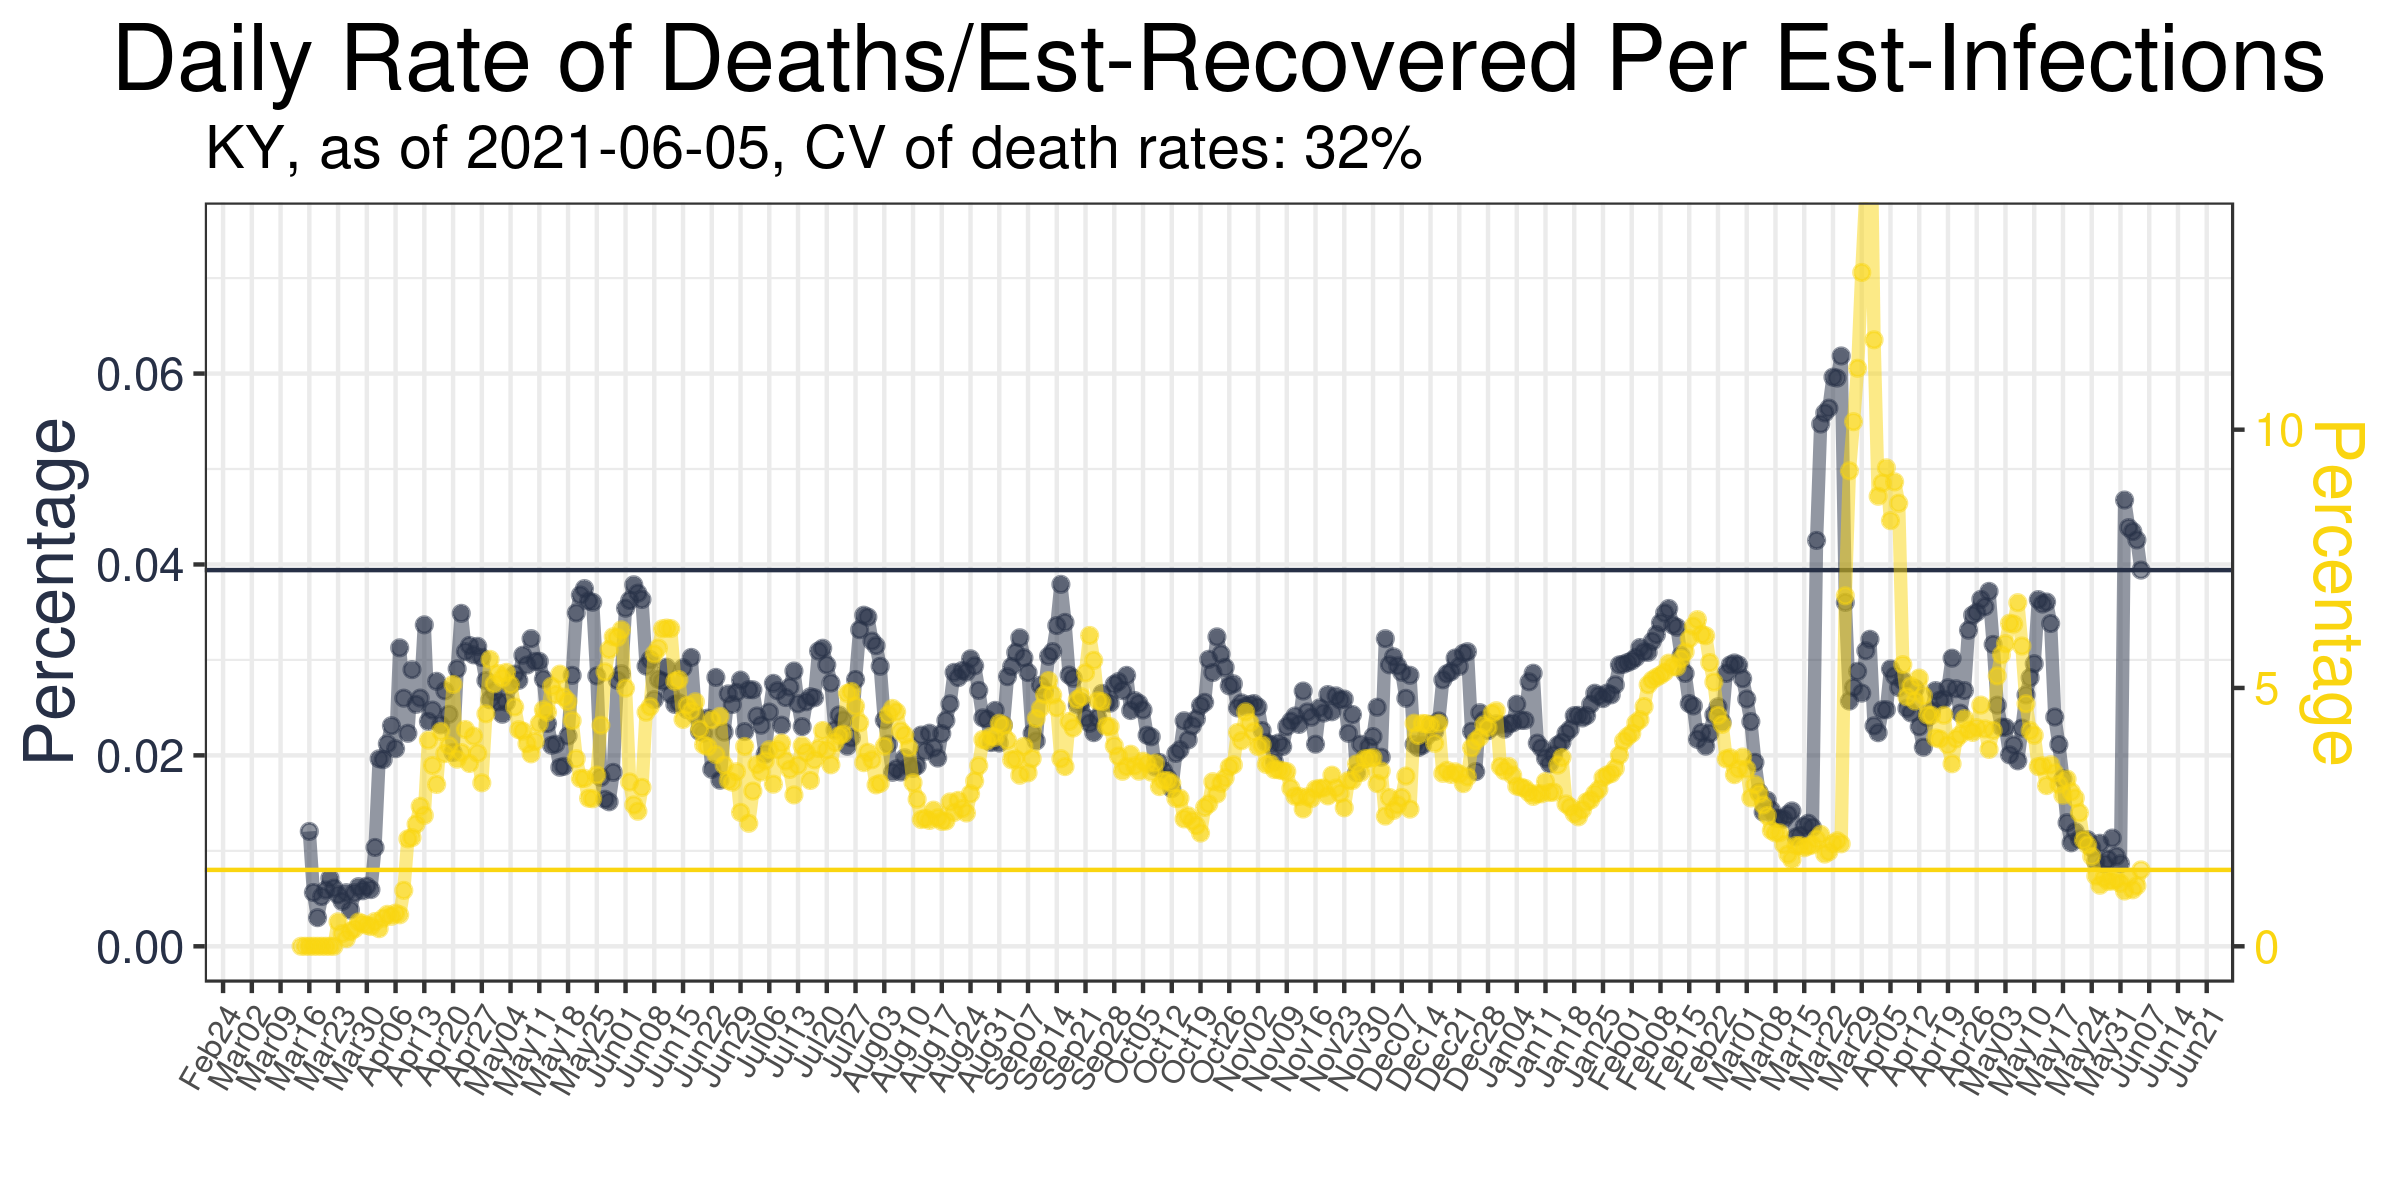 Daily Rate of Deaths/Est-Recovered Per Est-Infections
KY, as of 2021-06-05, CV of death rates: 32%
Percentage
0.06
0.04
0.02
0.00
10
5
0
Percentage
Feb24
Mar02
Mar09
Mar16
Mar23
Mar30
Apr06
Apr13
Apr20
Apr27
May04
May11
May18
May25
Jun01
Jun08
Jun15
Jun22
Jun29
Jul06
Jul13
Jul20
Jul27
Aug03
Aug10
Aug17
Aug24
Aug31
Sep07
Sep14
Sep21
Sep28
Oct05
Oct12
Oct19
Oct26
Nov02
Nov09
Nov16
Nov23
Nov30
Dec07
Dec14
Dec21
Dec28
Jan04
Jan11
Jan18
Jan25
Feb01
Feb08
Feb15
Feb22
Mar01
Mar08
Mar15
Mar22
Mar29
Apr05
Apr12
Apr19
Apr26
May03
May10
May17
May24
May31
Jun07
Jun14
Jun21